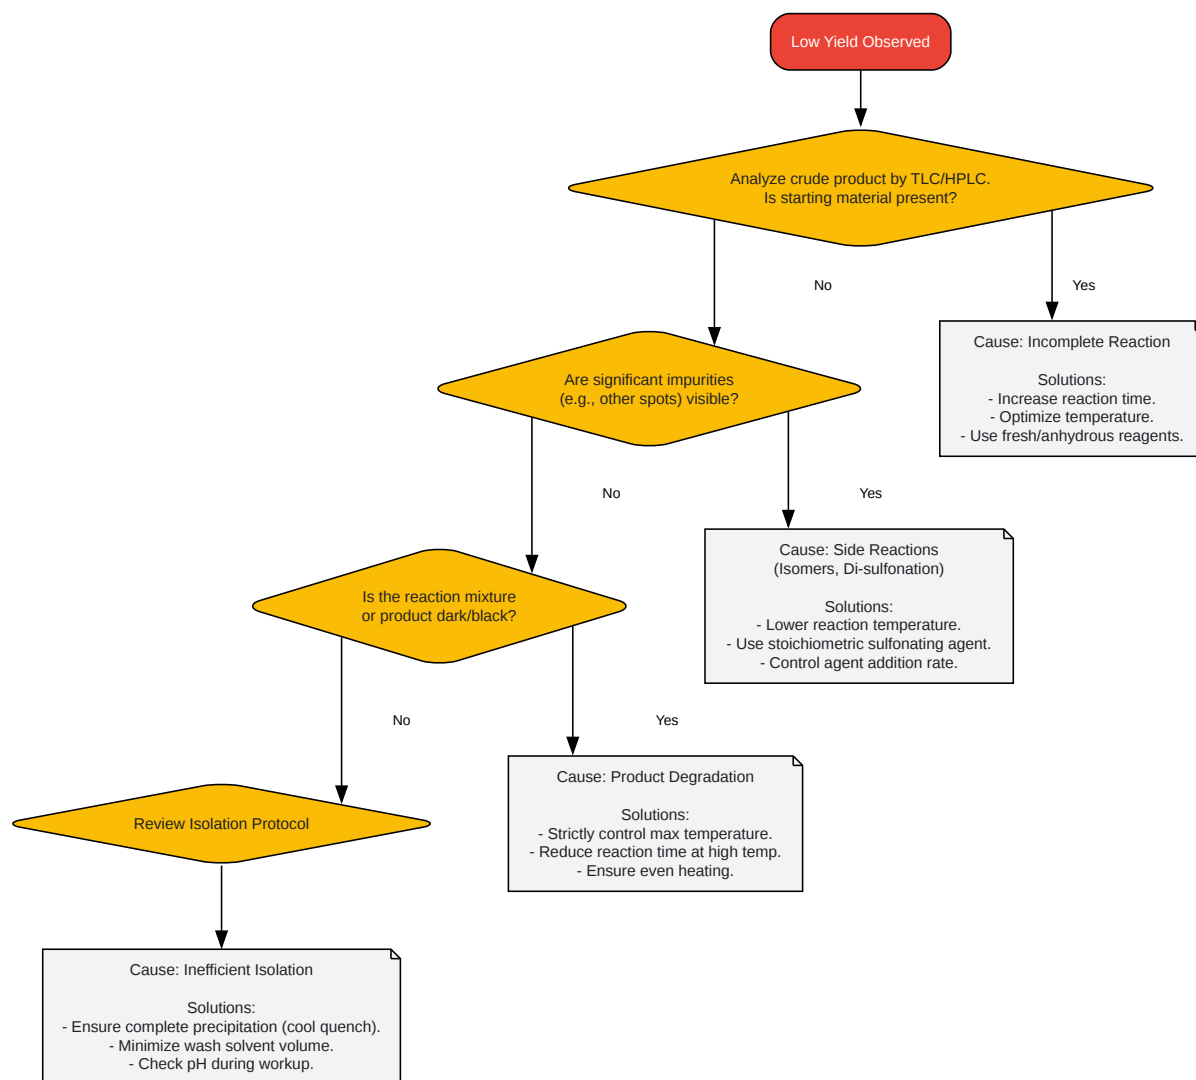 Low Yield Observed
Analyze crude product by TLC/HPLC.
Is starting material present?
No
Yes
Cause: Incomplete Reaction
Solutions:
- Increase reaction time.
- Optimize temperature.
- Use fresh/anhydrous reagents.
Are significant impurities
(e.g., other spots) visible?
No
Yes
Cause: Side Reactions
(Isomers, Di-sulfonation)
Solutions:
- Lower reaction temperature.
- Use stoichiometric sulfonating agent.
- Control agent addition rate.
Is the reaction mixture
or product dark/black?
No
Yes
Cause: Product Degradation
Solutions:
- Strictly control max temperature.
- Reduce reaction time at high temp.
- Ensure even heating.
Review Isolation Protocol
Cause: Inefficient Isolation
Solutions:
- Ensure complete precipitation (cool quench).
- Minimize wash solvent volume.
- Check pH during workup.